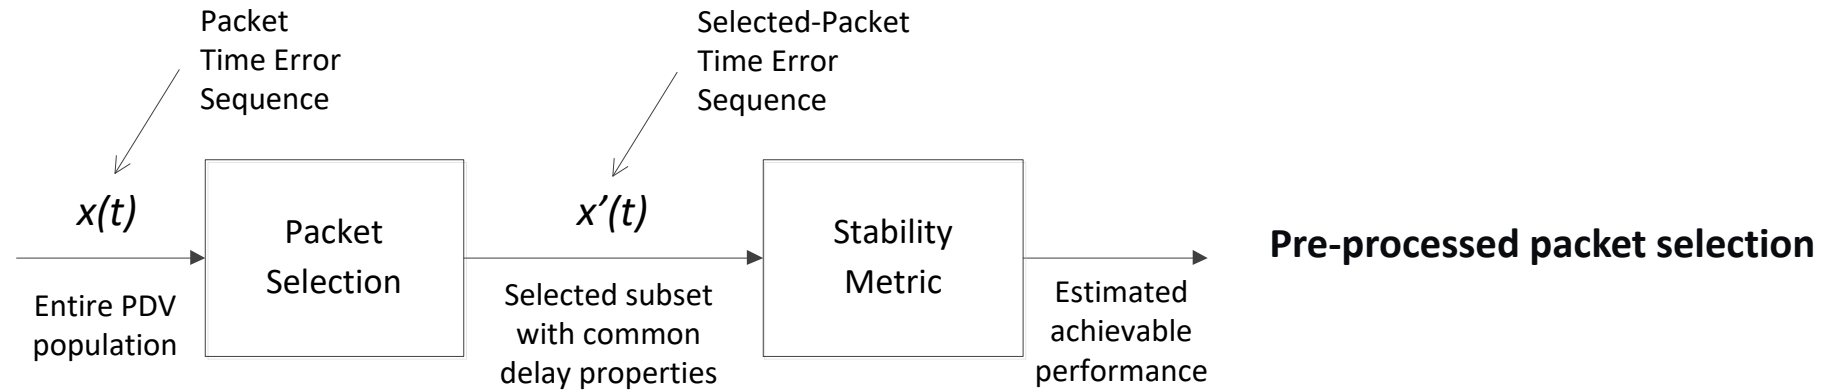 Packet
Time Error
Sequence
Selected-Packet
Time Error
Sequence
x(t)
Packet
Selection
x’(t)
Stability
Metric
Pre-processed packet selection
Entire PDV
population
Selected subset
with common
delay properties
Estimated
achievable
performance